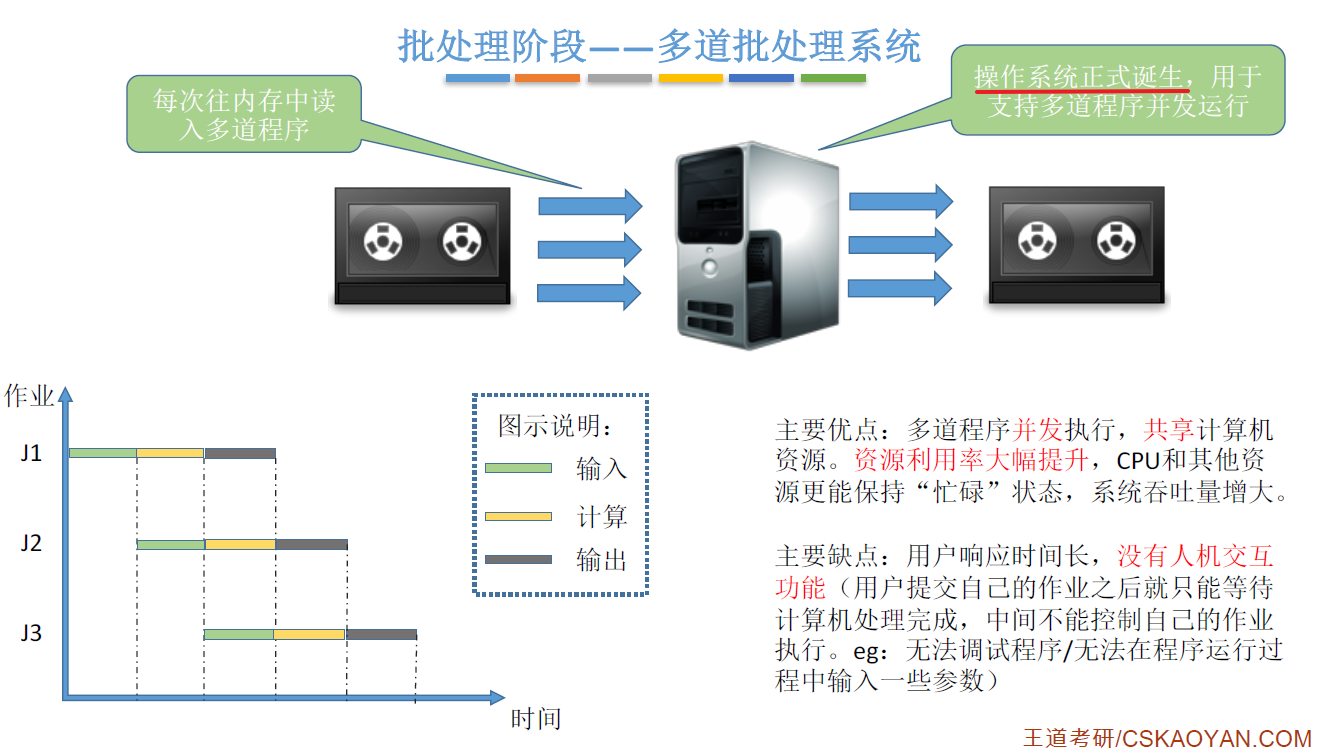 批处理阶段——多道批处理系统
每次往内存中读
入多道程序
操作系统正式诞生，用于
支持多道程序并发运行
作业
J1
J2
J3
时间
图示说明：
输入
计算
输出
主要优点：多道程序并发执行，共享计算机
资源。资源利用率大幅提升，CPU和其他资
源更能保持“忙碌”状态，系统吞吐量增大。
主要缺点：用户响应时间长，没有人机交互
功能（用户提交自己的作业之后就只能等待
计算机处理完成，中间不能控制自己的作业
执行。eg：无法调试程序/无法在程序运行过
程中输入一些参数）
王道考研/CSKAOYAN.COM